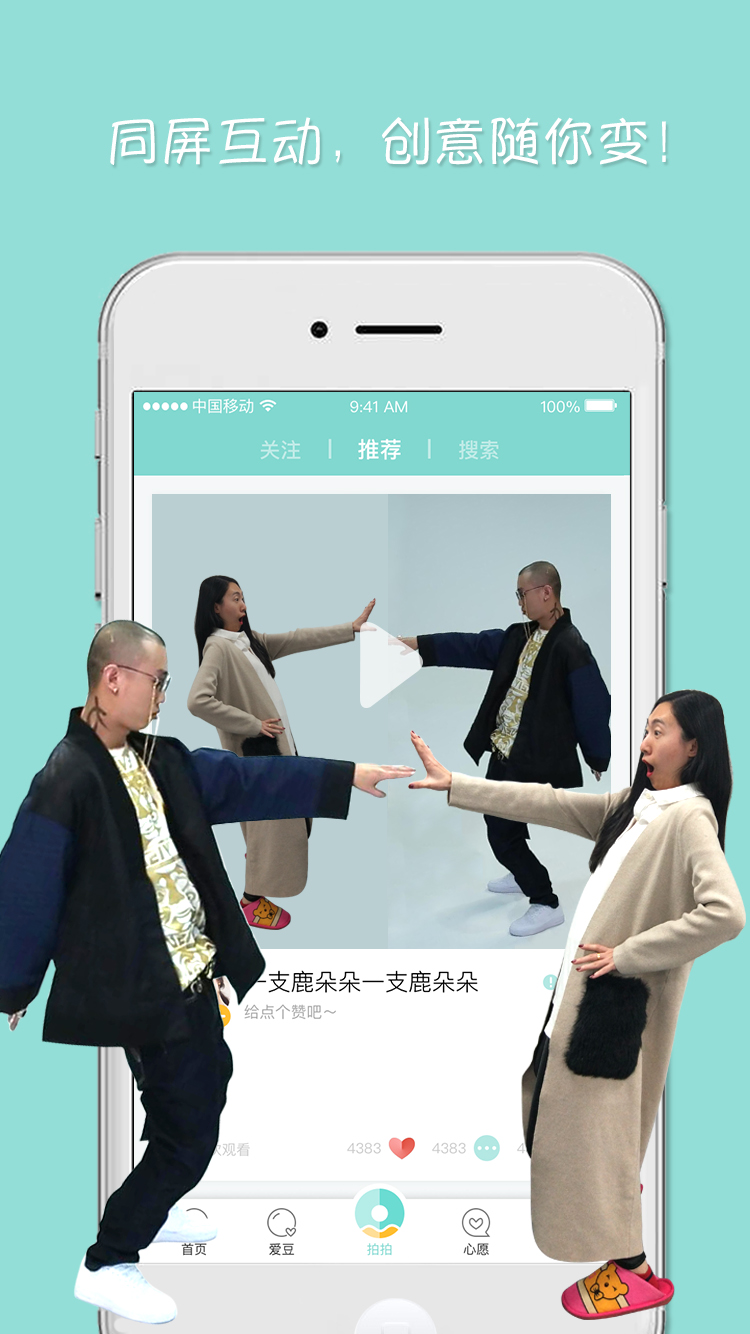 同屏互动，创意随你变！
中国移动 9:41 AM 100%
关注 | 推荐 | 搜索
一支鹿朵朵一支鹿朵朵
给点个赞吧～
次观看 4383 4383 4
首页 爱豆 拍拍 心愿